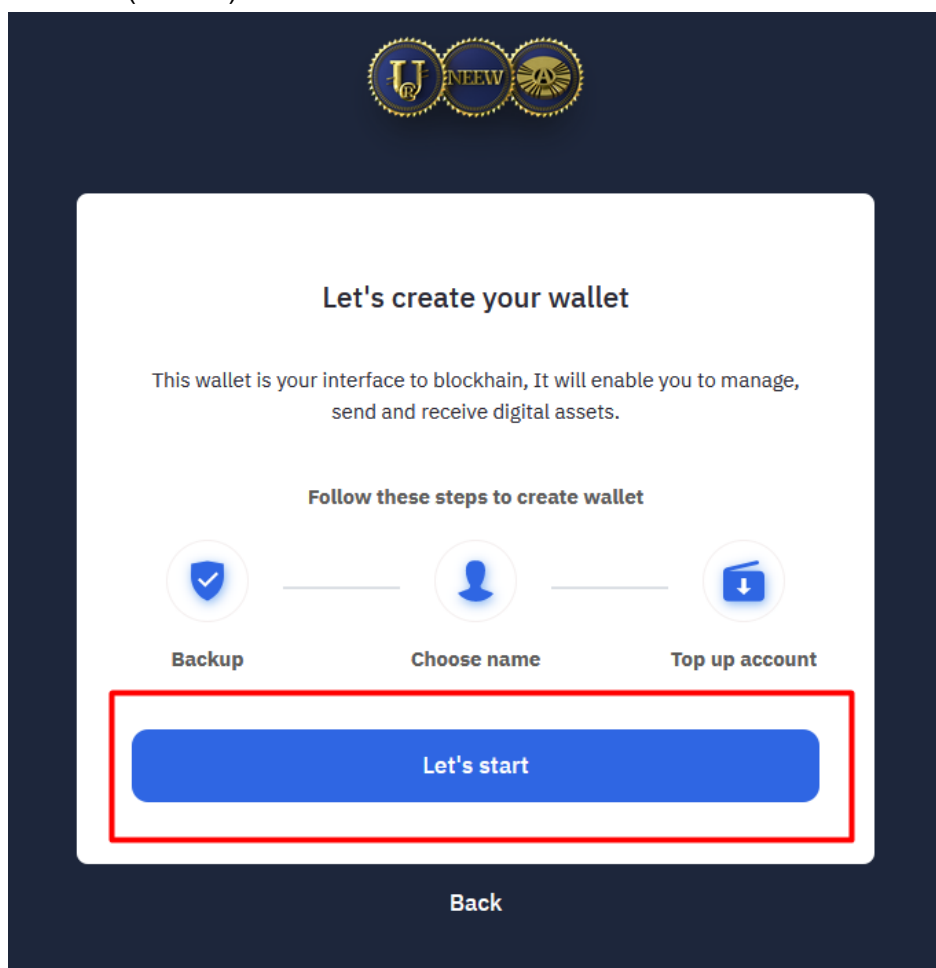 U
R
NEEW
A
Let's create your wallet
This wallet is your interface to blockhain, It will enable you to manage,
send and receive digital assets.
Follow these steps to create wallet
Backup
Choose name
Top up account
Let's start
Back